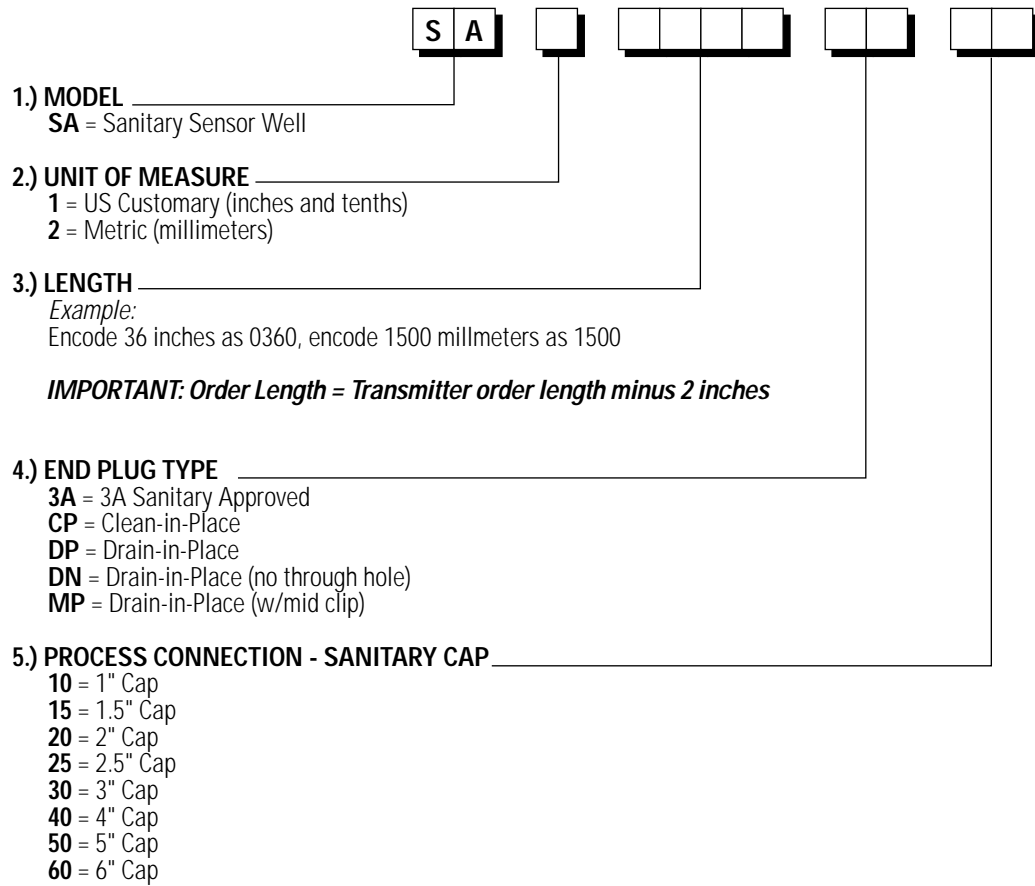 S A
1.) MODEL
SA = Sanitary Sensor Well
2.) UNIT OF MEASURE
1 = US Customary (inches and tenths)
2 = Metric (millimeters)
3.) LENGTH
Example:
Encode 36 inches as 0360, encode 1500 millmeters as 1500
IMPORTANT: Order Length = Transmitter order length minus 2 inches
4.) END PLUG TYPE
3A = 3A Sanitary Approved
CP = Clean-in-Place
DP = Drain-in-Place
DN = Drain-in-Place (no through hole)
MP = Drain-in-Place (w/mid clip)
5.) PROCESS CONNECTION - SANITARY CAP
10 = 1" Cap
15 = 1.5" Cap
20 = 2" Cap
25 = 2.5" Cap
30 = 3" Cap
40 = 4" Cap
50 = 5" Cap
60 = 6" Cap